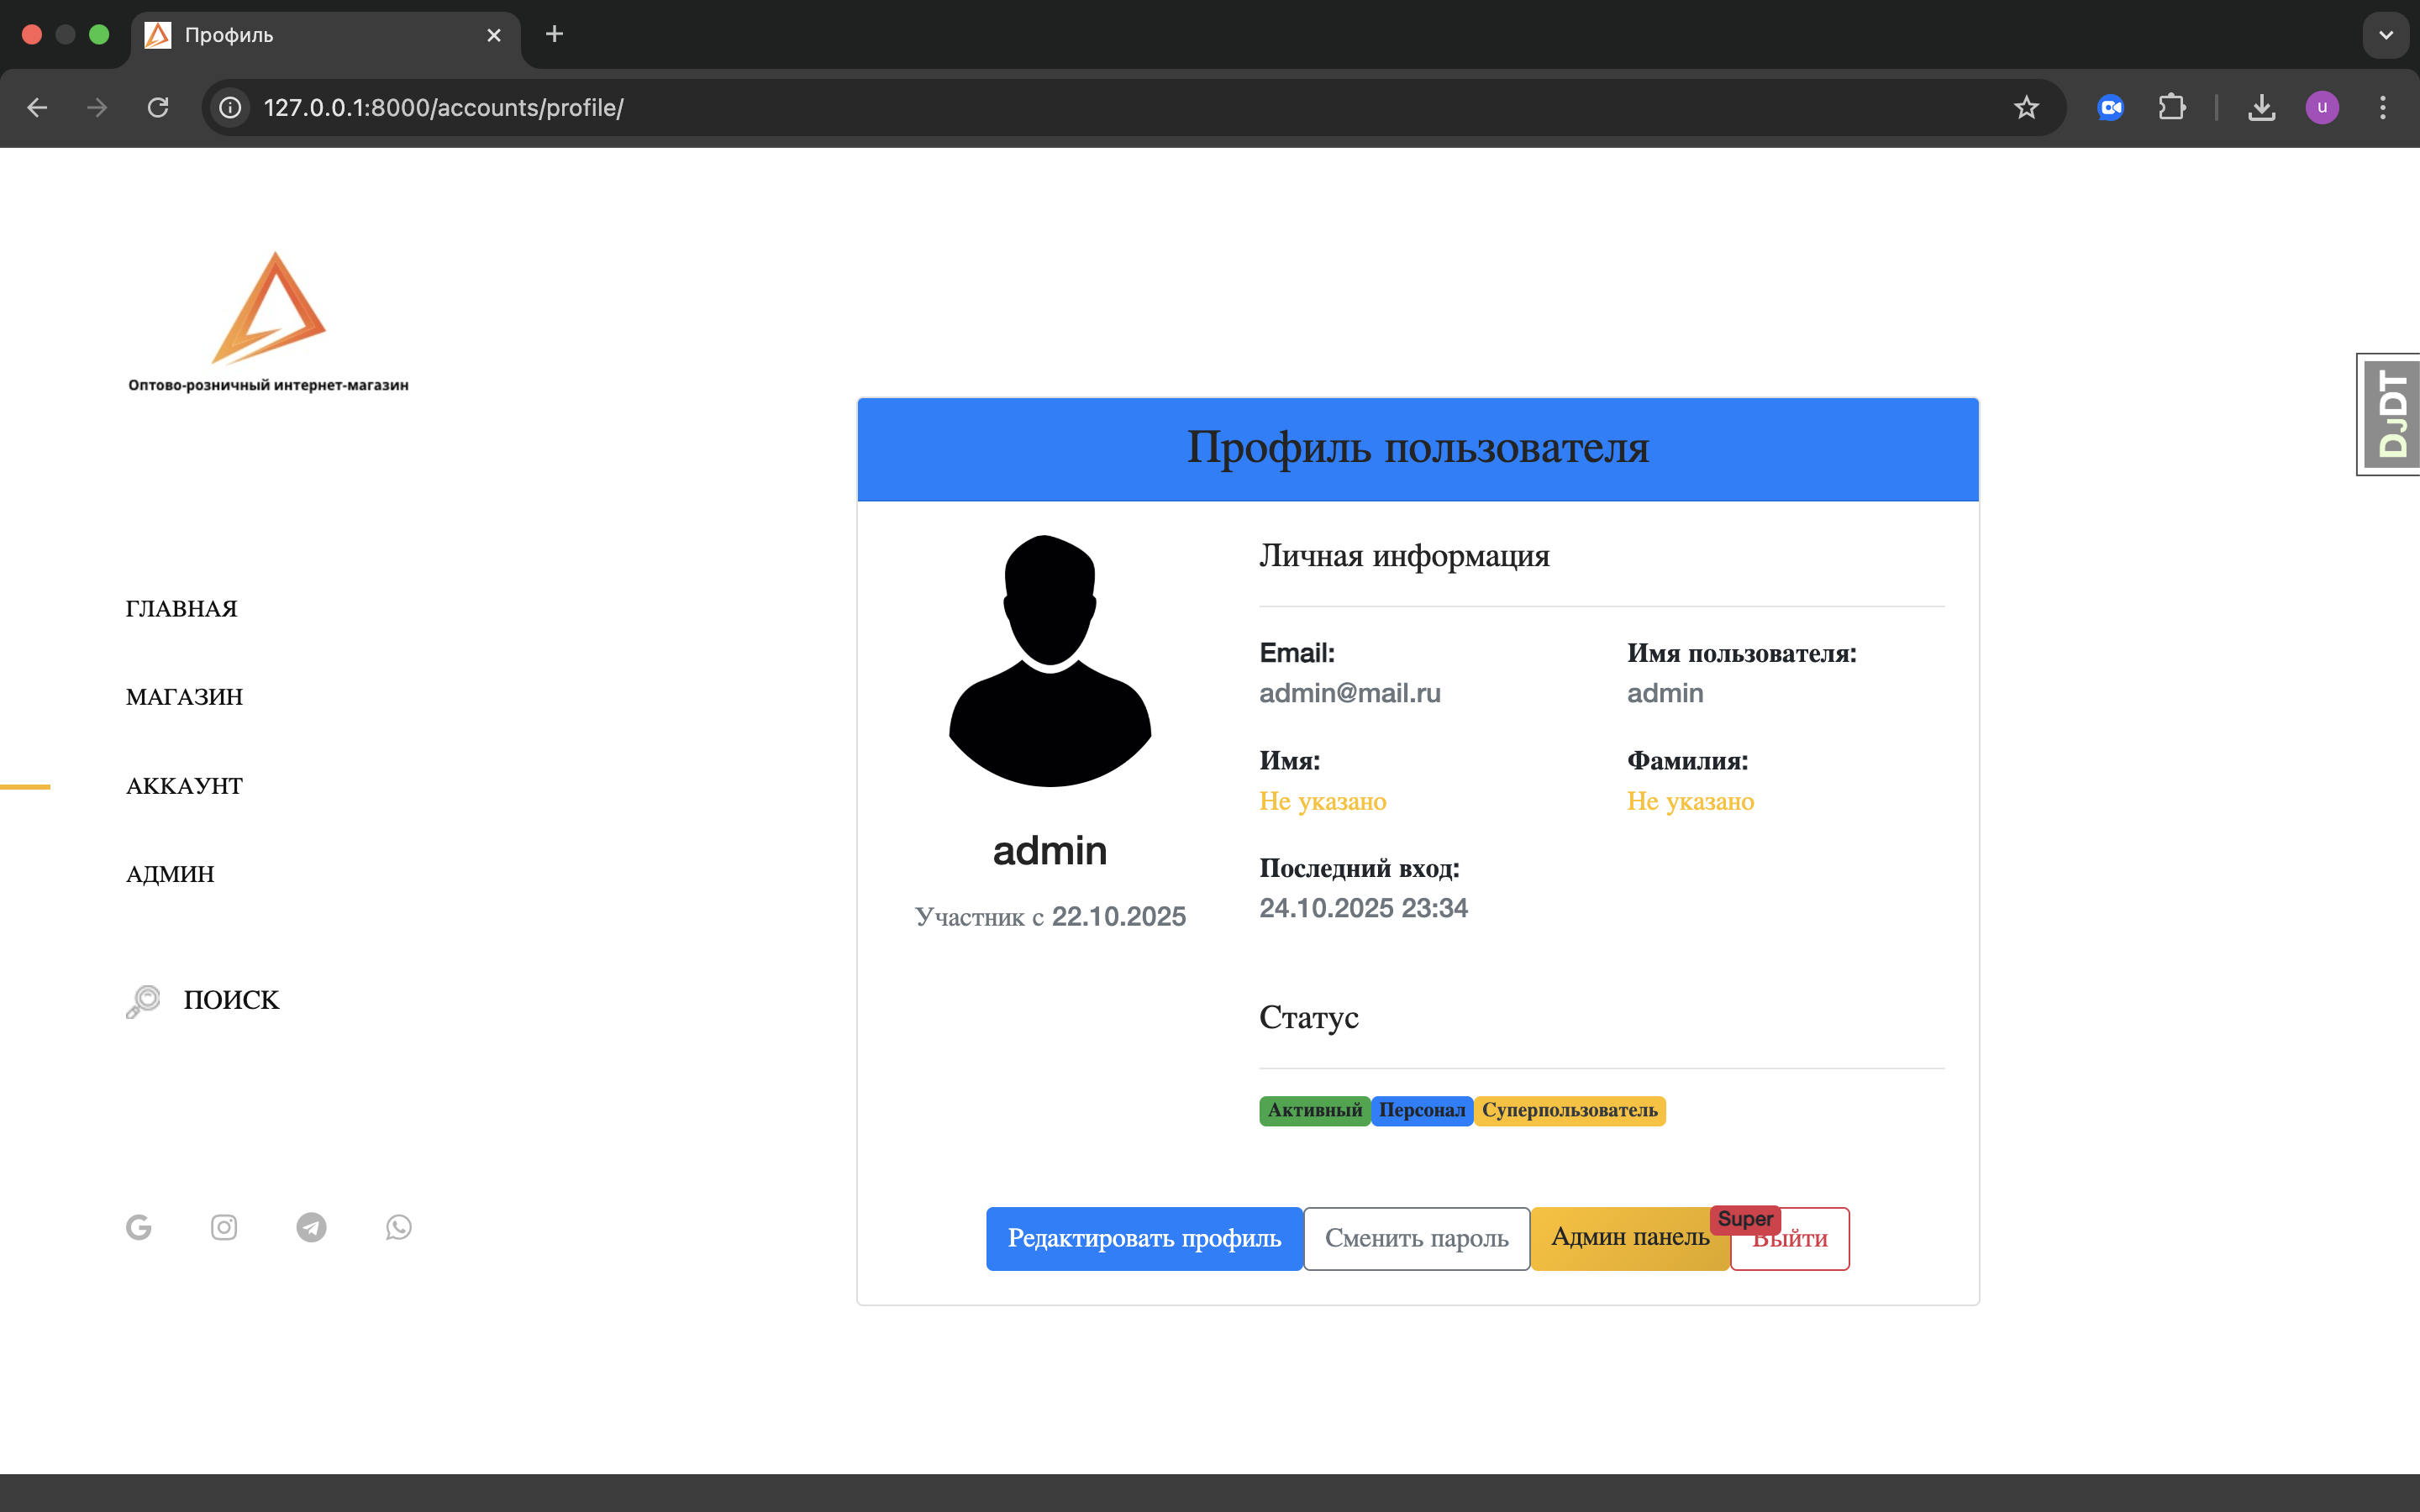 Профиль
127.0.0.1:8000/accounts/profile/
u
Оптово-розничный интернет-магазин
ГЛАВНАЯ
МАГАЗИН
АККАУНТ
АДМИН
ПОИСК
Профиль пользователя
admin
Участник с 22.10.2025
Личная информация
Email:
admin@mail.ru
Имя пользователя:
admin
Имя:
Не указано
Фамилия:
Не указано
Последний вход:
24.10.2025 23:34
Статус
Активный Персонал Суперпользователь
Редактировать профиль Сменить пароль Админ панель Super Выйти
DJDT